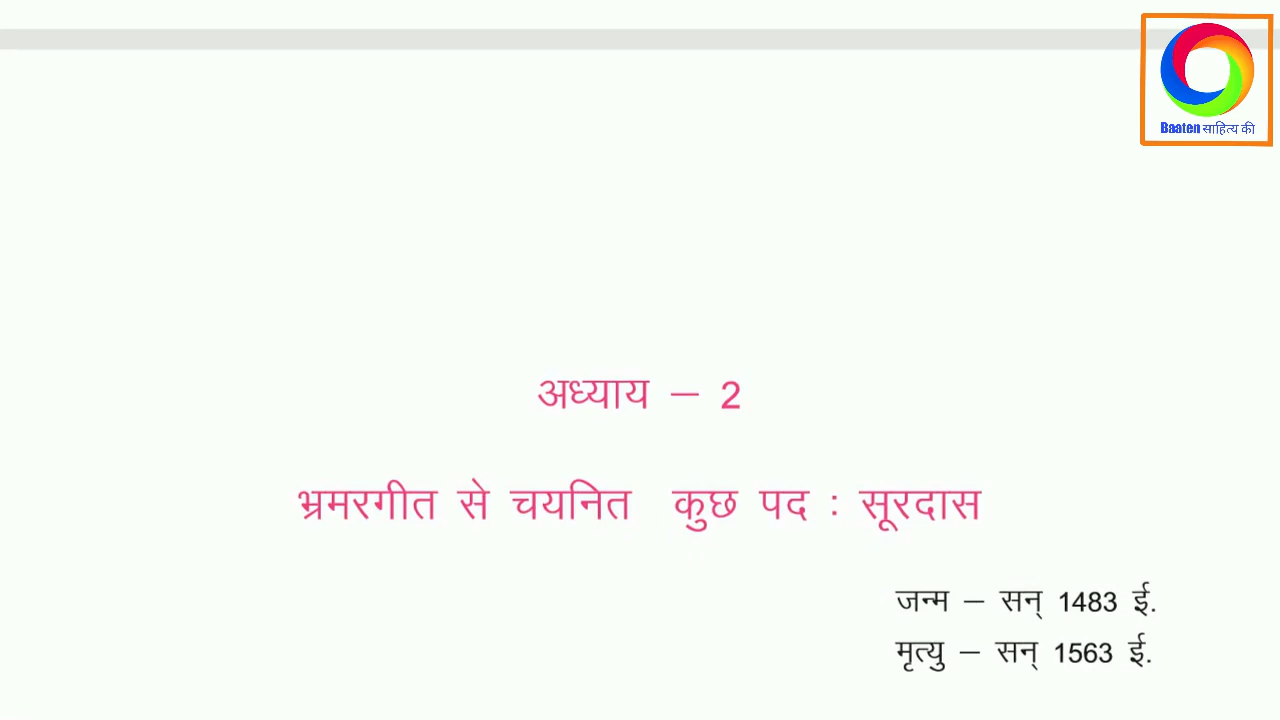 Baaten साहित्य की
अध्याय – 2
भ्रमरगीत से चयनित कुछ पद : सूरदास
जन्म – सन् 1483 ई.
मृत्यु – सन् 1563 ई.